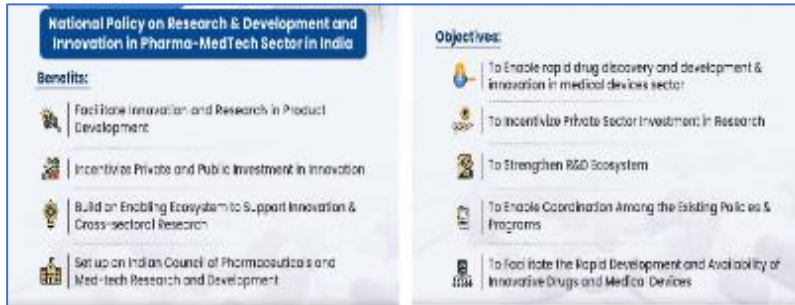 National Policy on Research & Development and
Innovation in Pharma-MedTech Sector in India
Benefits:
Facilitate Innovation and Research in Product
Development
Incentivize Private and Public Investment in Innovation
Build an Enabling Ecosystem to Support Innovation &
Cross-sectoral Research
Set up an Indian Council of Pharmaceuticals and
Med-tech Research and Development
Objectives:
To Enable rapid drug discovery and development &
innovation in medical devices sector
To Incentivize Private Sector Investment in Research
To Strengthen R&D Ecosystem
To Enable Coordination Among the Existing Policies &
Programs
To Facilitate the Rapid Development and Availability of
Innovative Drugs and Medical Devices